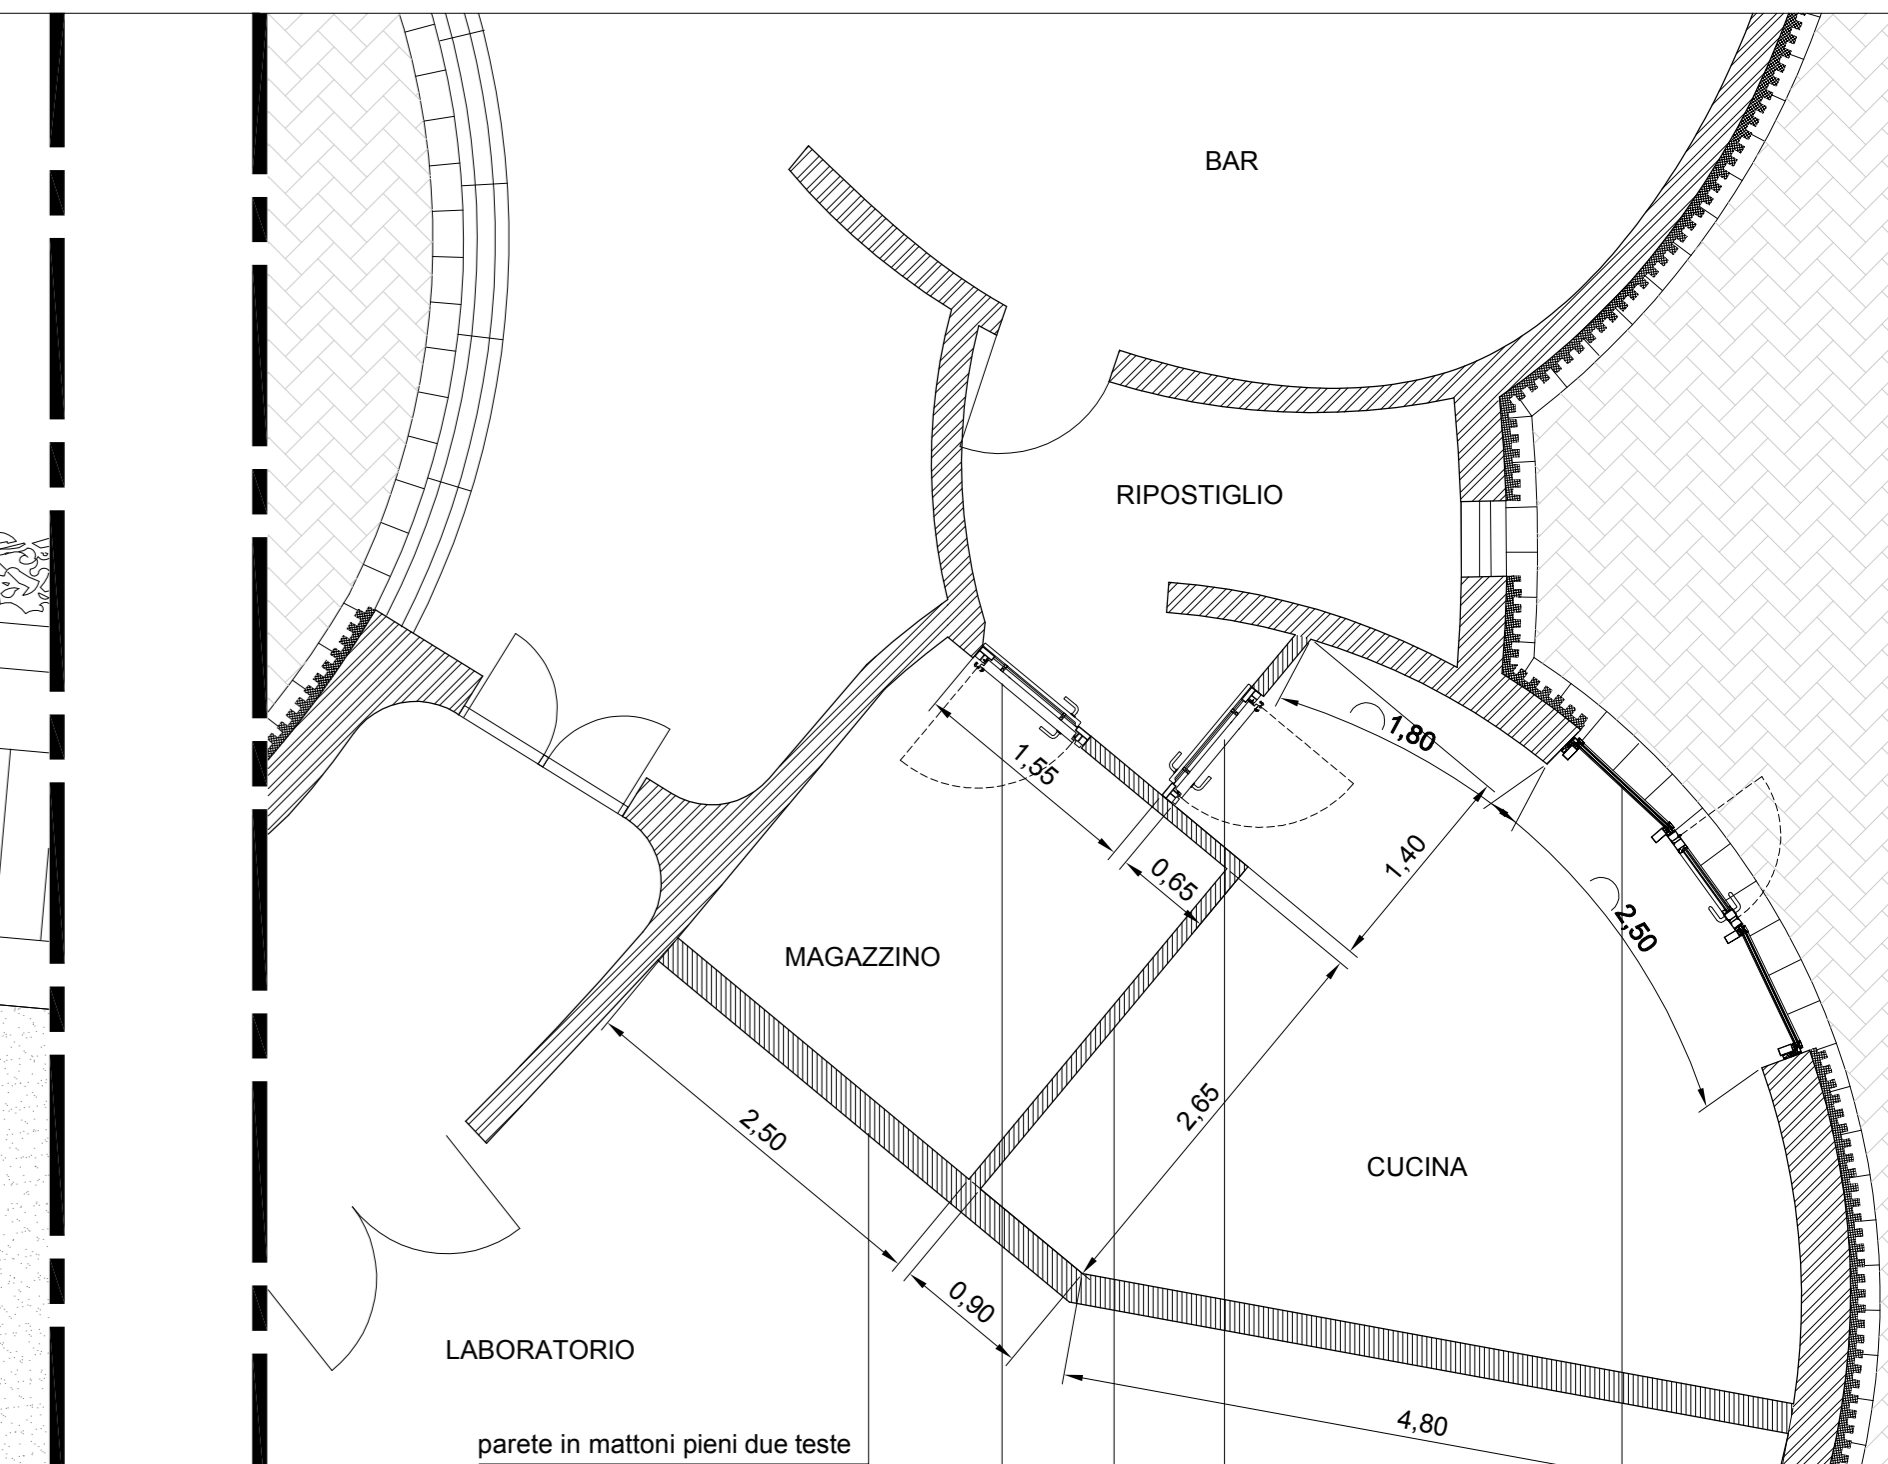 BAR
RIPOSTIGLIO
1,80
1,55
1,40
0,65
2,50
MAGAZZINO
2,65
2,50
CUCINA
0,90
LABORATORIO
4,80
parete in mattoni pieni due teste